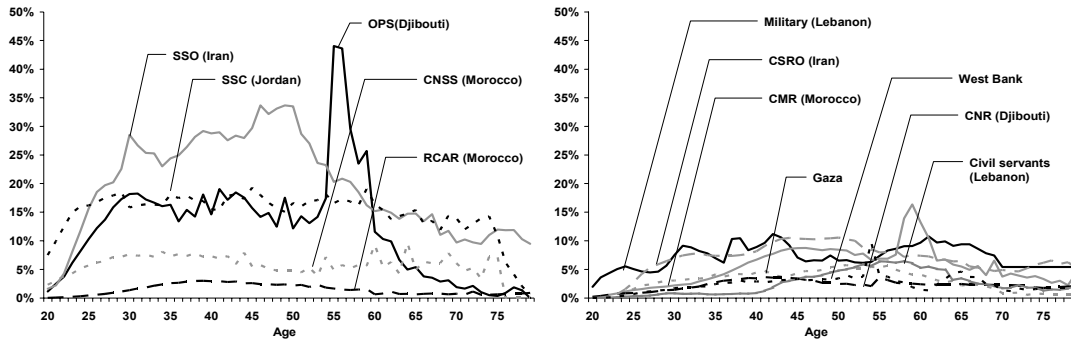 50%
45%
40%
35%
30%
25%
20%
15%
10%
5%
0%
OPS(Djibouti)
SSO (Iran)
SSC (Jordan)
CNSS (Morocco)
RCAR (Morocco)
20 25 30 35 40 45 50 55 60 65 70 75
Age
50%
45%
40%
35%
30%
25%
20%
15%
10%
5%
0%
Military (Lebanon)
CSRO (Iran)
West Bank
CMR (Morocco)
CNR (Djibouti)
Gaza
Civil servants
(Lebanon)
20 25 30 35 40 45 50 55 60 65 70 75
Age